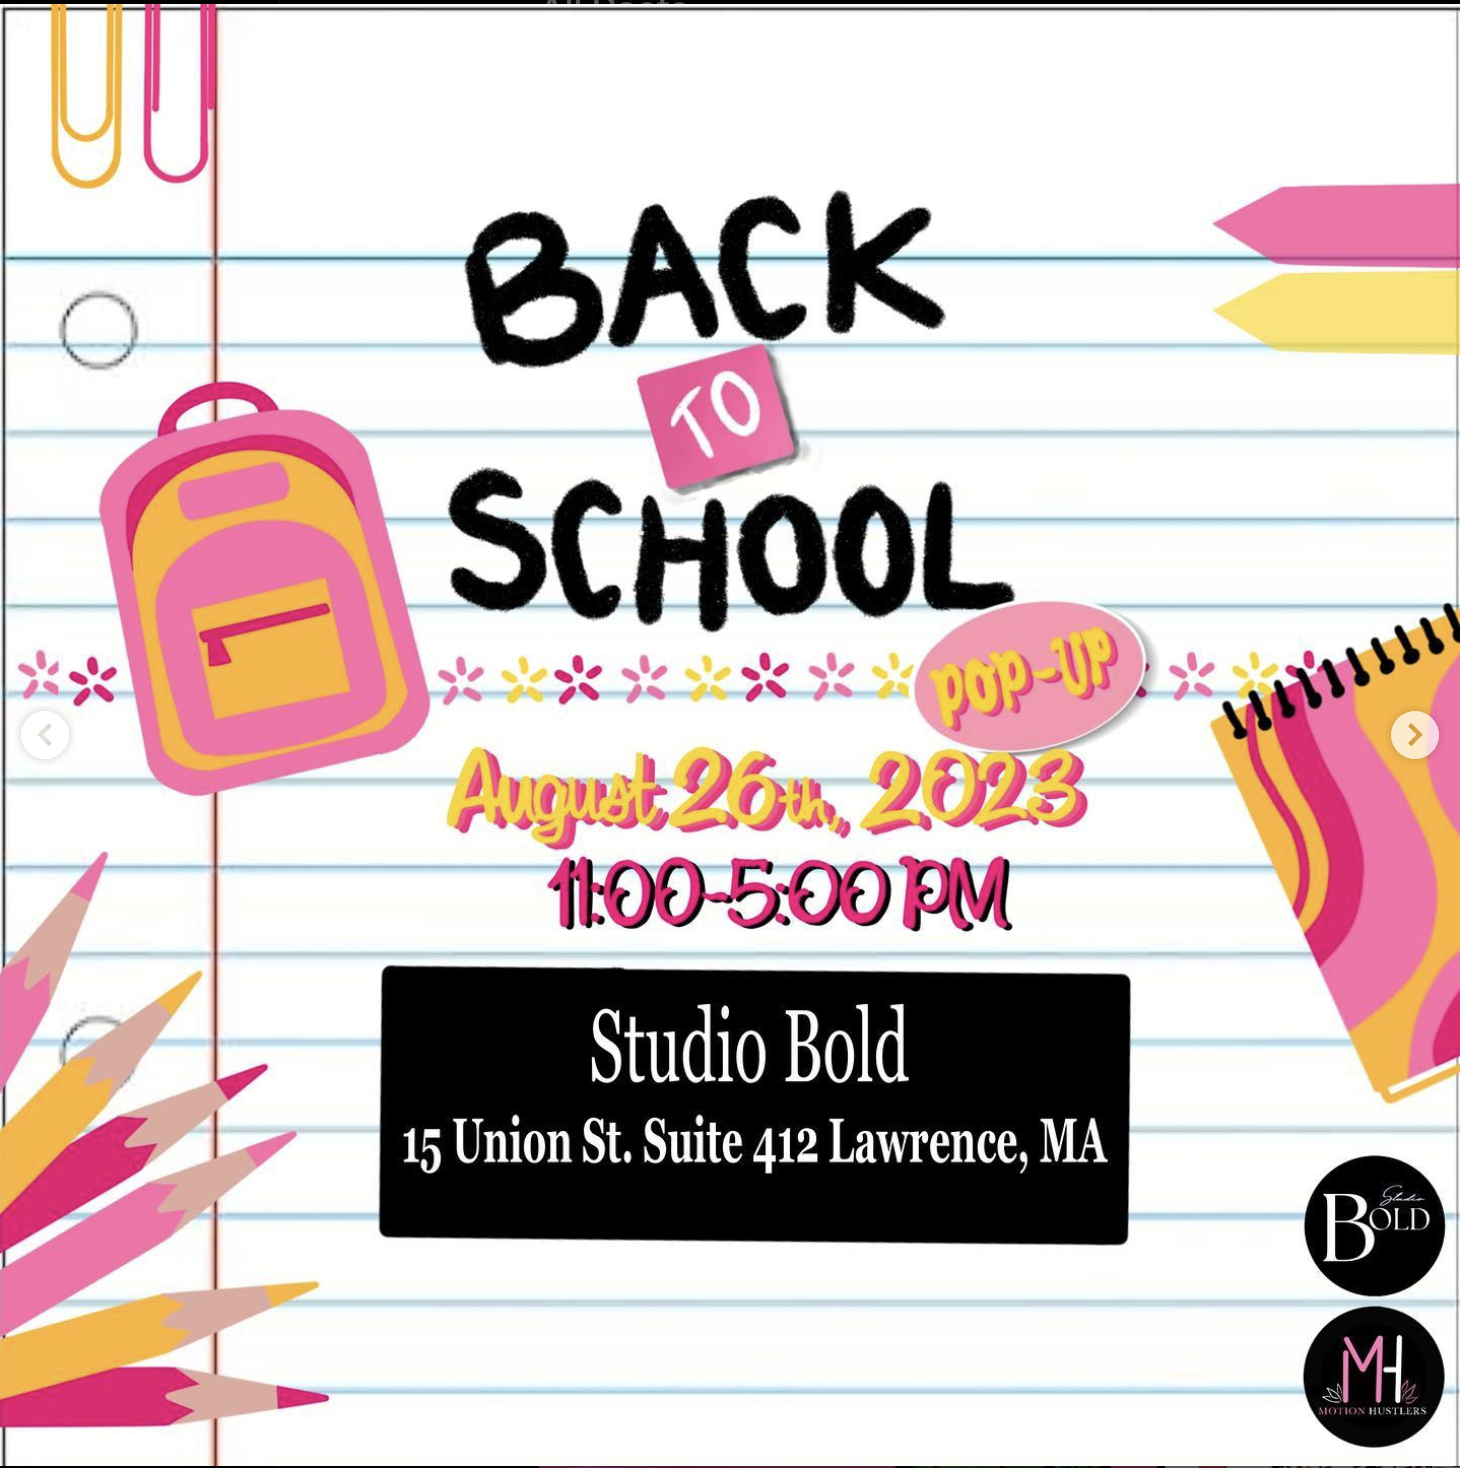 BACK
TO
SCHOOL
POP-UP
August 26th, 2023
11:00-5:00 PM
Studio Bold
15 Union St. Suite 412 Lawrence, MA
Studio
BOLD
MH
MOTION HUSTLERS